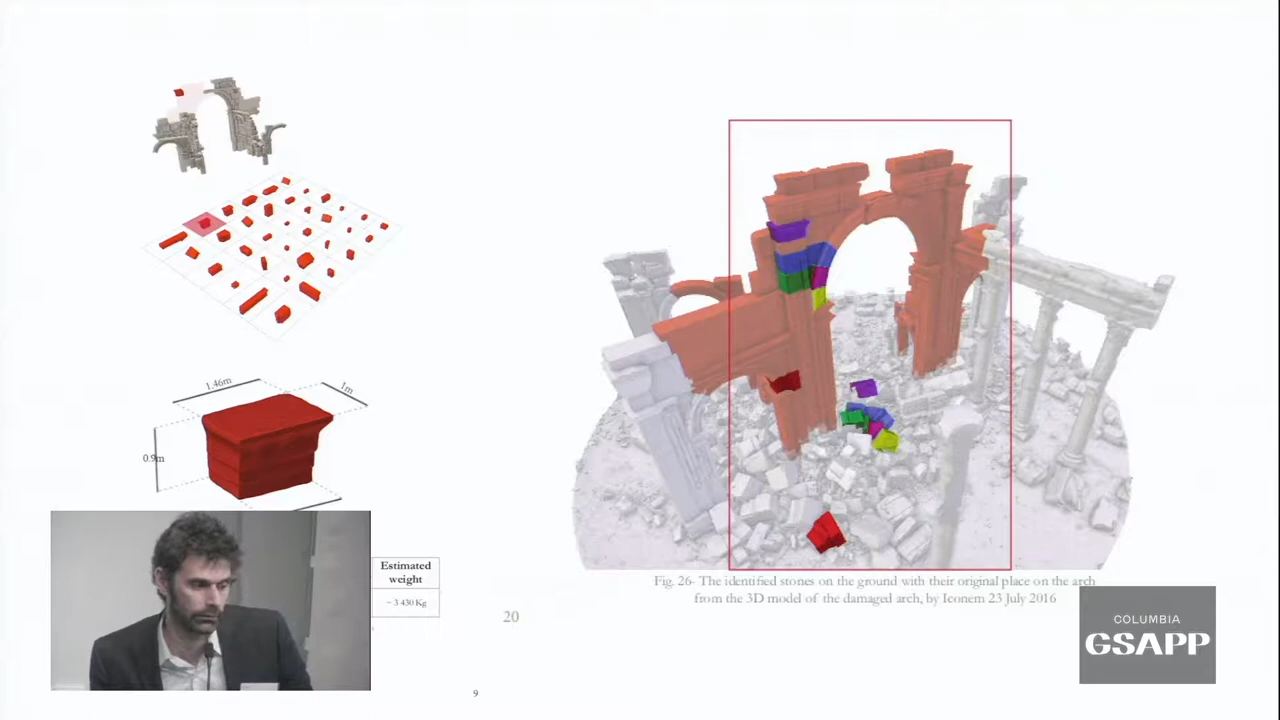 1.46m
1m
0.9m
Estimated
weight
~ 3 430 Kg
20
9
Fig. 26- The identified stones on the ground with their original place on the arch
from the 3D model of the damaged arch, by Iconem 23 July 2016
COLUMBIA
GSAPP